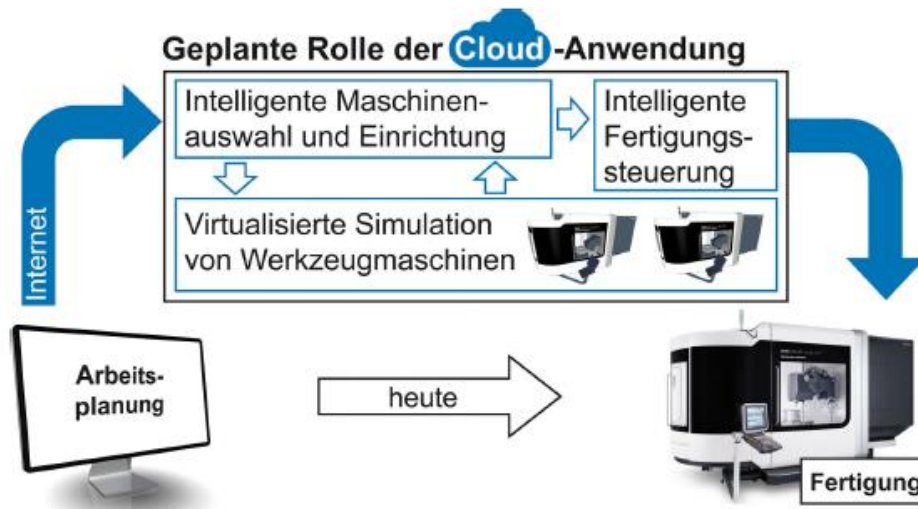 Geplante Rolle der Cloud-Anwendung
Intelligente Maschinen-
auswahl und Einrichtung
Intelligente
Fertigungs-
steuerung
Virtualisierte Simulation
von Werkzeugmaschinen
Internet
Arbeits-
planung
heute
Fertigung